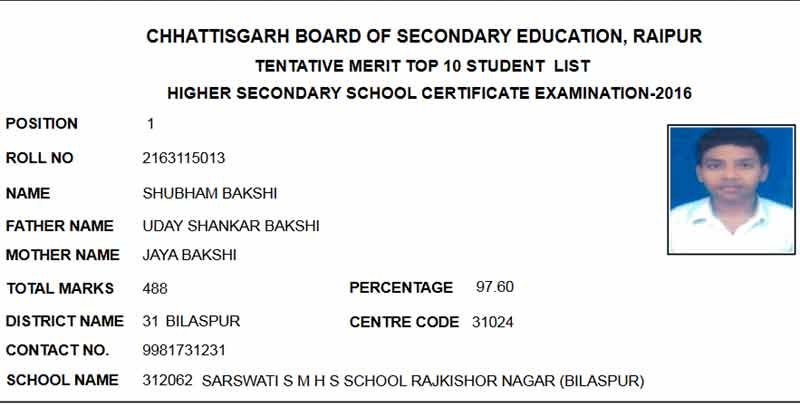 CHHATTISGARH BOARD OF SECONDARY EDUCATION, RAIPUR
TENTATIVE MERIT TOP 10 STUDENT LIST
HIGHER SECONDARY SCHOOL CERTIFICATE EXAMINATION-2016
POSITION 1
ROLL NO 2163115013
NAME SHUBHAM BAKSHI
FATHER NAME UDAY SHANKAR BAKSHI
MOTHER NAME JAYA BAKSHI
TOTAL MARKS 488 PERCENTAGE 97.60
DISTRICT NAME 31 BILASPUR CENTRE CODE 31024
CONTACT NO. 9981731231
SCHOOL NAME 312062 SARSWATI S M H S SCHOOL RAJKISHOR NAGAR (BILASPUR)